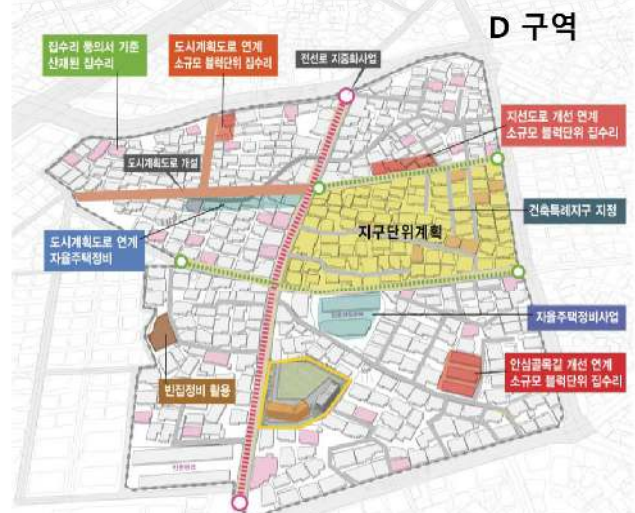 D 구역
집수리 동의서 기준
산재된 집수리
도시계획도로 연계
소규모 블럭단위 집수리
전선로 지중화사업
지선도로 개선 연계
소규모 블럭단위 집수리
도시계획도로 개설
건축특례지구 지정
지구단위계획
도시계획도로 연계
자율주택정비
자율주택정비사업
안심골목길 개선 연계
소규모 블럭단위 집수리
빈집정비 활용